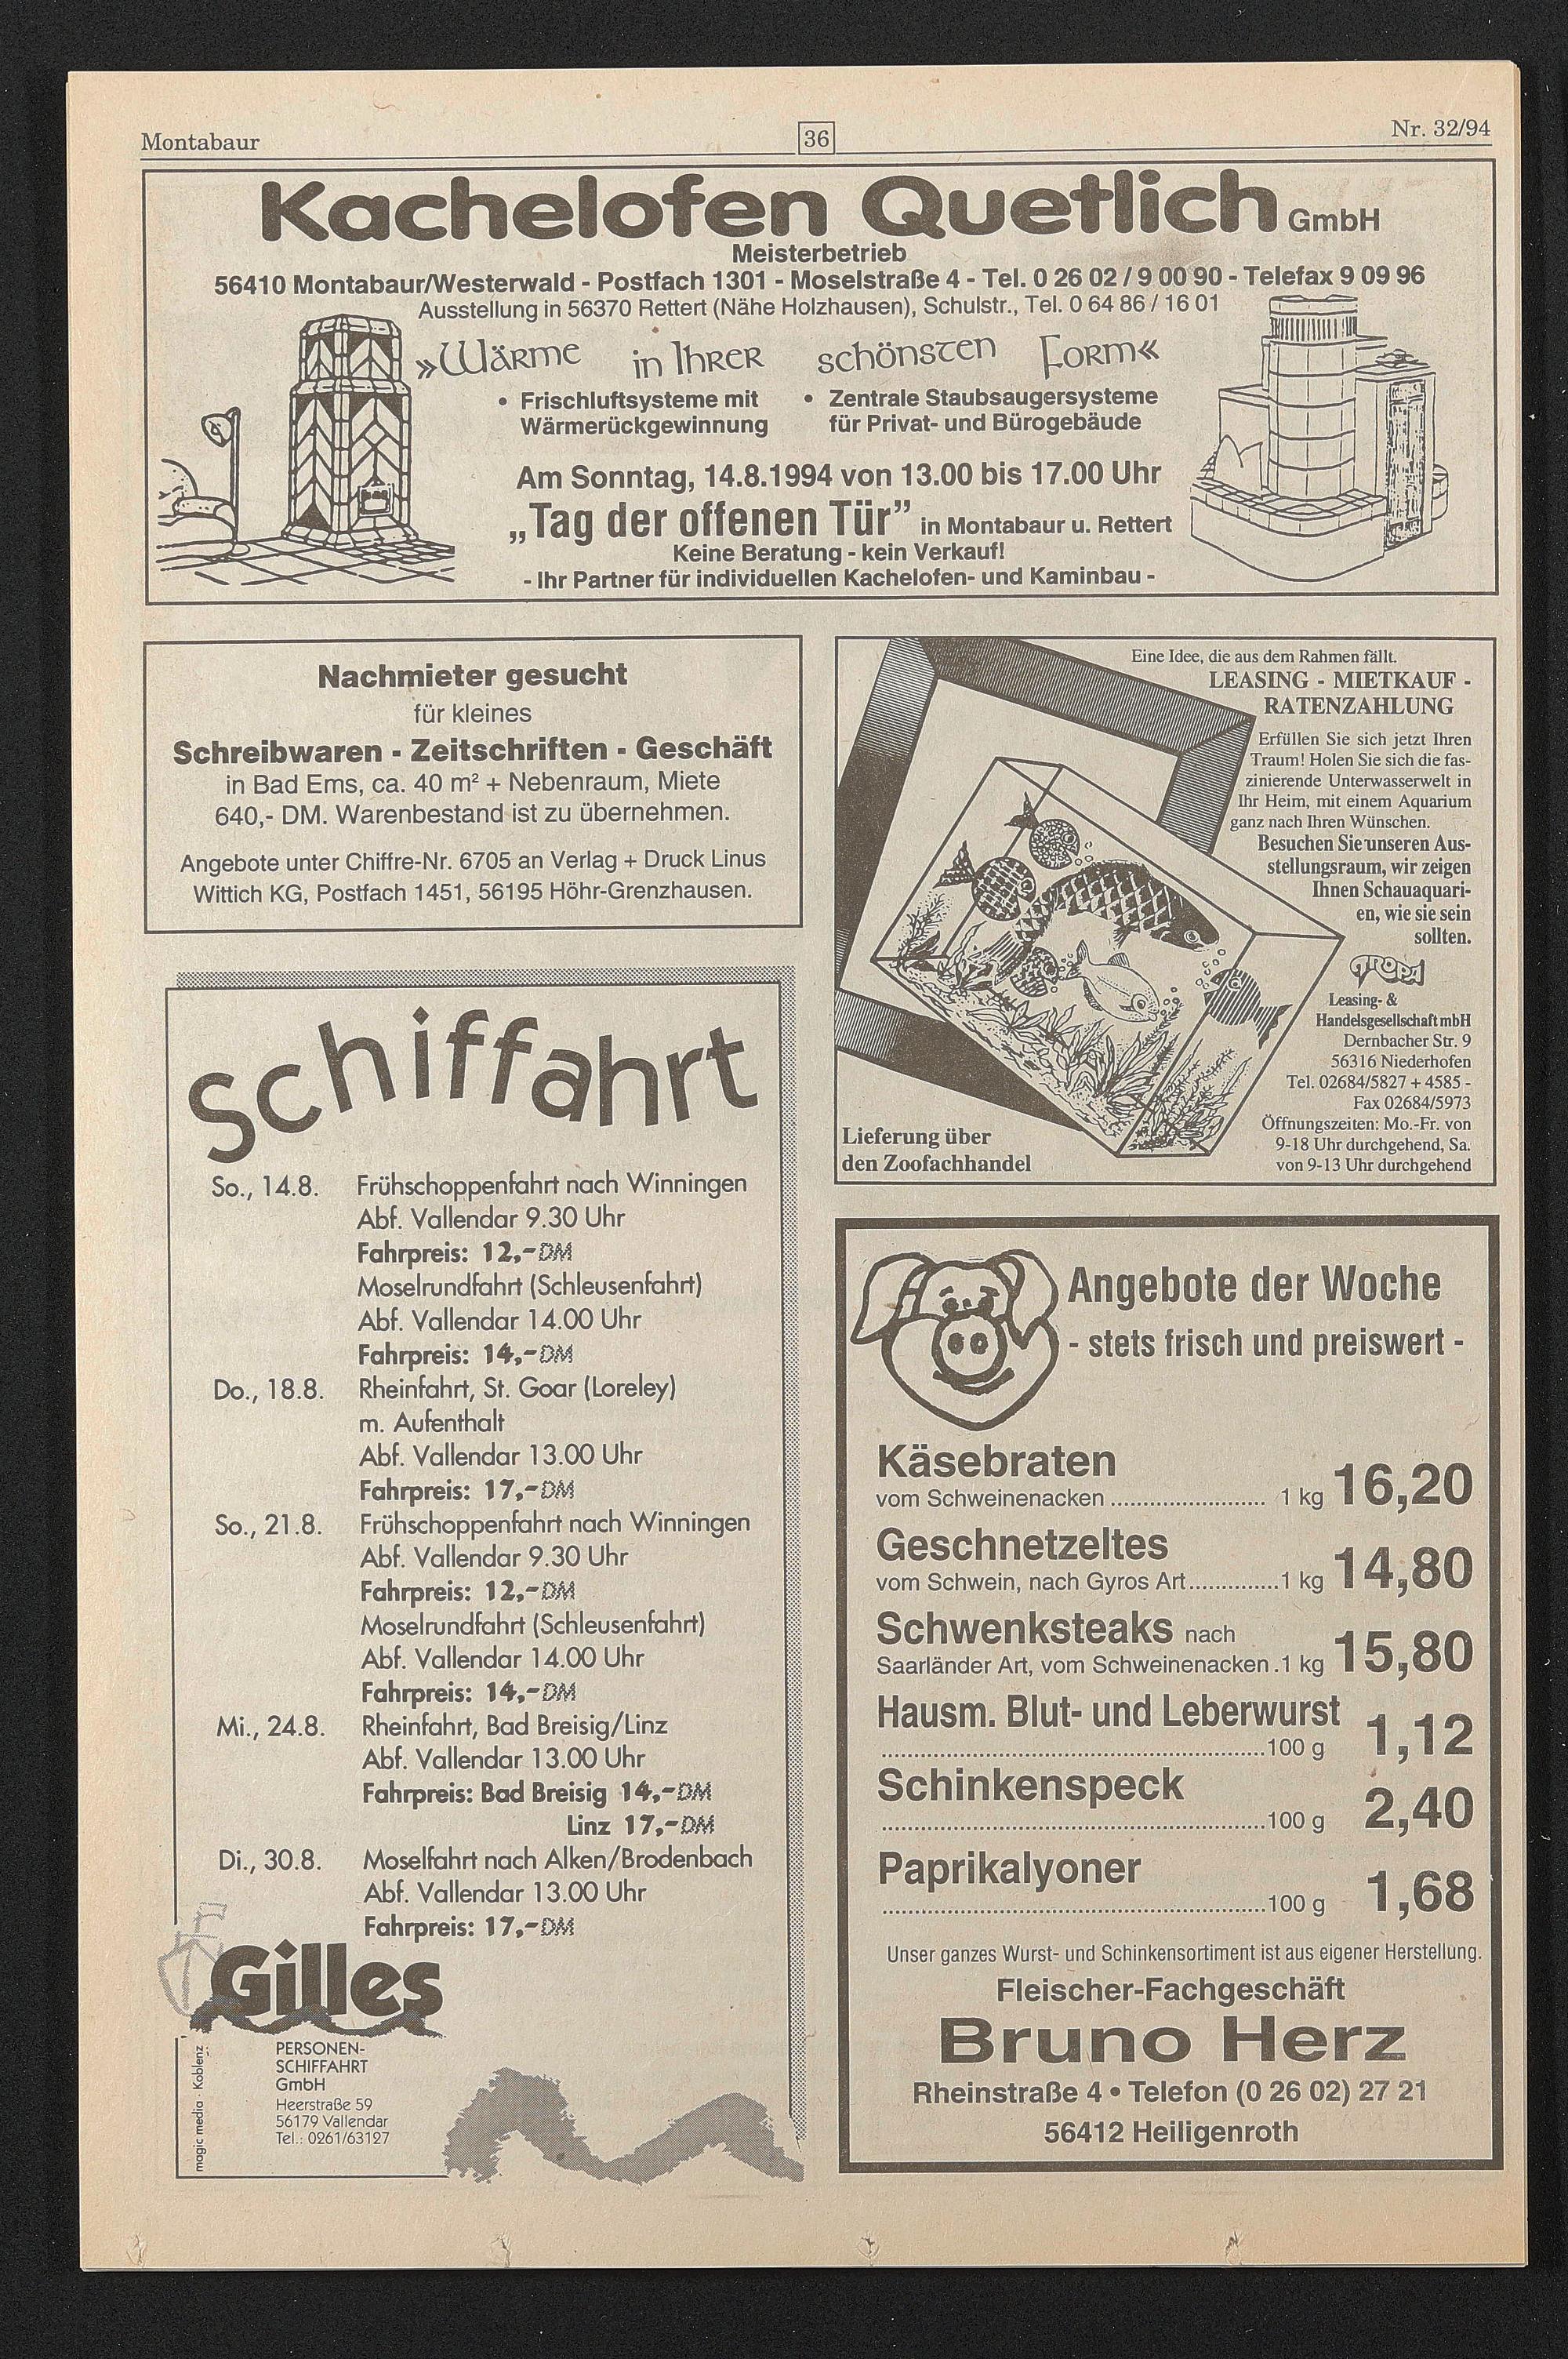 Montabaur
36
Nr. 32/94
Kachelofen Quetlich GmbH
Meisterbetrieb
56410 Montabaur/Westerwald - Postfach 1301 - Moselstraße 4 - Tel. 0 26 02 / 9 00 90 - Telefax 9 09 96
Ausstellung in 56370 Rettert (Nähe Holzhausen), Schulstr., Tel. 0 64 86 / 16 01
»Wärme in Ihrer schönsten Form«
• Frischluftsysteme mit
Wärmerückgewinnung
• Zentrale Staubsaugersysteme
für Privat- und Bürogebäude
Am Sonntag, 14.8.1994 von 13.00 bis 17.00 Uhr
„Tag der offenen Tür” in Montabaur u. Rettert
Keine Beratung - kein Verkauf!
- Ihr Partner für individuellen Kachelofen- und Kaminbau -
Nachmieter gesucht
für kleines
Schreibwaren - Zeitschriften - Geschäft
in Bad Ems, ca. 40 m² + Nebenraum, Miete
640,- DM. Warenbestand ist zu übernehmen.
Angebote unter Chiffre-Nr. 6705 an Verlag + Druck Linus
Wittich KG, Postfach 1451, 56195 Höhr-Grenzhausen.
Schiffahrt
So., 14.8. Frühschoppenfahrt nach Winningen
Abf. Vallendar 9.30 Uhr
Fahrpreis: 12,-DM
Moselrundfahrt (Schleusenfahrt)
Abf. Vallendar 14.00 Uhr
Fahrpreis: 14,-DM
Do., 18.8. Rheinfahrt, St. Goar (Loreley)
m. Aufenthalt
Abf. Vallendar 13.00 Uhr
Fahrpreis: 17,-DM
So., 21.8. Frühschoppenfahrt nach Winningen
Abf. Vallendar 9.30 Uhr
Fahrpreis: 12,-DM
Moselrundfahrt (Schleusenfahrt)
Abf. Vallendar 14.00 Uhr
Fahrpreis: 14,-DM
Mi., 24.8. Rheinfahrt, Bad Breisig/Linz
Abf. Vallendar 13.00 Uhr
Fahrpreis: Bad Breisig 14,-DM
Linz 17,-DM
Di., 30.8. Moselfahrt nach Alken/Brodenbach
Abf. Vallendar 13.00 Uhr
Fahrpreis: 17,-DM
Gilles
PERSONEN-
SCHIFFAHRT
GmbH
Heerstraße 59
56179 Vallendar
Tel.: 0261/63127
magic media · Koblenz
Eine Idee, die aus dem Rahmen fällt.
LEASING - MIETKAUF -
RATENZAHLUNG
Erfüllen Sie sich jetzt Ihren
Traum! Holen Sie sich die fas-
zinierende Unterwasserwelt in
Ihr Heim, mit einem Aquarium
ganz nach Ihren Wünschen.
Besuchen Sie unseren Aus-
stellungsraum, wir zeigen
Ihnen Schauaquari-
en, wie sie sein
sollten.
TROPA
Leasing- &
Handelsgesellschaft mbH
Dernbacher Str. 9
56316 Niederhofen
Tel. 02684/5827 + 4585 -
Fax 02684/5973
Öffnungszeiten: Mo.-Fr. von
9-18 Uhr durchgehend, Sa.
von 9-13 Uhr durchgehend
Lieferung über
den Zoofachhandel
Angebote der Woche
- stets frisch und preiswert -
Käsebraten
vom Schweinenacken ........................ 1 kg 16,20
Geschnetzeltes
vom Schwein, nach Gyros Art..............1 kg 14,80
Schwenksteaks nach
Saarländer Art, vom Schweinenacken .1 kg 15,80
Hausm. Blut- und Leberwurst
............................................................100 g 1,12
Schinkenspeck
............................................................100 g 2,40
Paprikalyoner
............................................................100 g 1,68
Unser ganzes Wurst- und Schinkensortiment ist aus eigener Herstellung.
Fleischer-Fachgeschäft
Bruno Herz
Rheinstraße 4 • Telefon (0 26 02) 27 21
56412 Heiligenroth